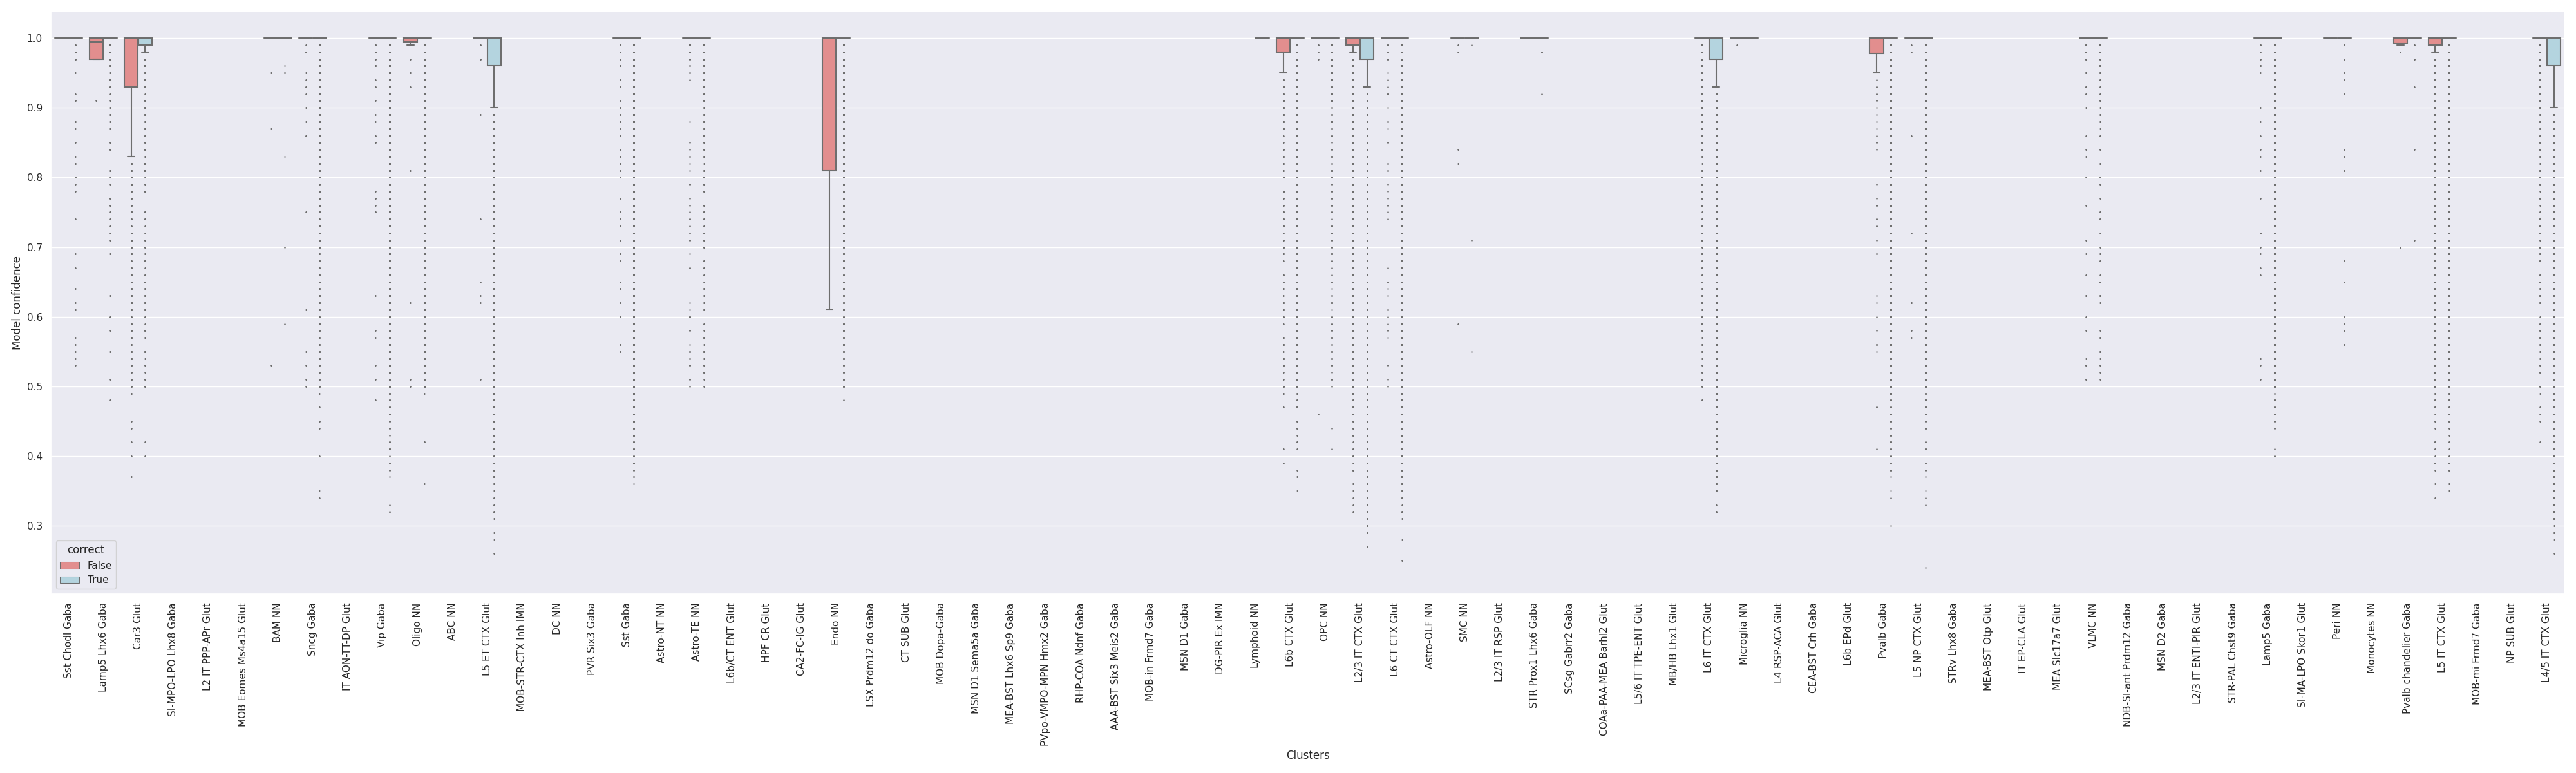 1.0
0.9
0.8
0.7
0.6
0.5
0.4
0.3
Model confidence
correct
False
True
Sst Chodl Gaba
Lamp5 Lhx6 Gaba
Car3 Glut
SI-MPO-LPO Lhx8 Gaba
L2 IT PPP-APr Glut
MOB Eomes Ms4a15 Glut
BAM NN
Sncg Gaba
IT AON-TT-DP Glut
Vip Gaba
Oligo NN
ABC NN
L5 ET CTX Glut
MOB-STR-CTX Inh IMN
DC NN
PVR Six3 Gaba
Sst Gaba
Astro-NT NN
Astro-TE NN
L6b/CT ENT Glut
HPF CR Glut
CA2-FC-IG Glut
Endo NN
LSX Prdm12 do Gaba
CT SUB Glut
MOB Dopa-Gaba
MSN D1 Sema5a Gaba
MEA-BST Lhx6 Sp9 Gaba
PVpo-VMPO-MPN Hmx2 Gaba
RHP-COA Ndnf Gaba
AAA-BST Six3 Meis2 Gaba
MOB-in Frmd7 Gaba
MSN D1 Gaba
DG-PIR Ex IMN
Lymphoid NN
L6b CTX Glut
OPC NN
L2/3 IT CTX Glut
L6 CT CTX Glut
Astro-OLF NN
SMC NN
L2/3 IT RSP Glut
STR Prox1 Lhx6 Gaba
SCsg Gabrr2 Gaba
COAa-PAA-MEA Barhl2 Glut
L5/6 IT TPE-ENT Glut
MB/HB Lhx1 Glut
L6 IT CTX Glut
Microglia NN
L4 RSP-ACA Glut
CEA-BST Crh Gaba
L6b EPd Glut
Pvalb Gaba
L5 NP CTX Glut
STRv Lhx8 Gaba
MEA-BST Otp Glut
IT EP-CLA Glut
MEA Slc17a7 Glut
VLMC NN
NDB-SI-ant Prdm12 Gaba
MSN D2 Gaba
L2/3 IT ENTl-PIR Glut
STR-PAL Chst9 Gaba
Lamp5 Gaba
SI-MA-LPO Skor1 Glut
Peri NN
Monocytes NN
Pvalb chandelier Gaba
L5 IT CTX Glut
MOB-mi Frmd7 Gaba
NP SUB Glut
L4/5 IT CTX Glut
Clusters